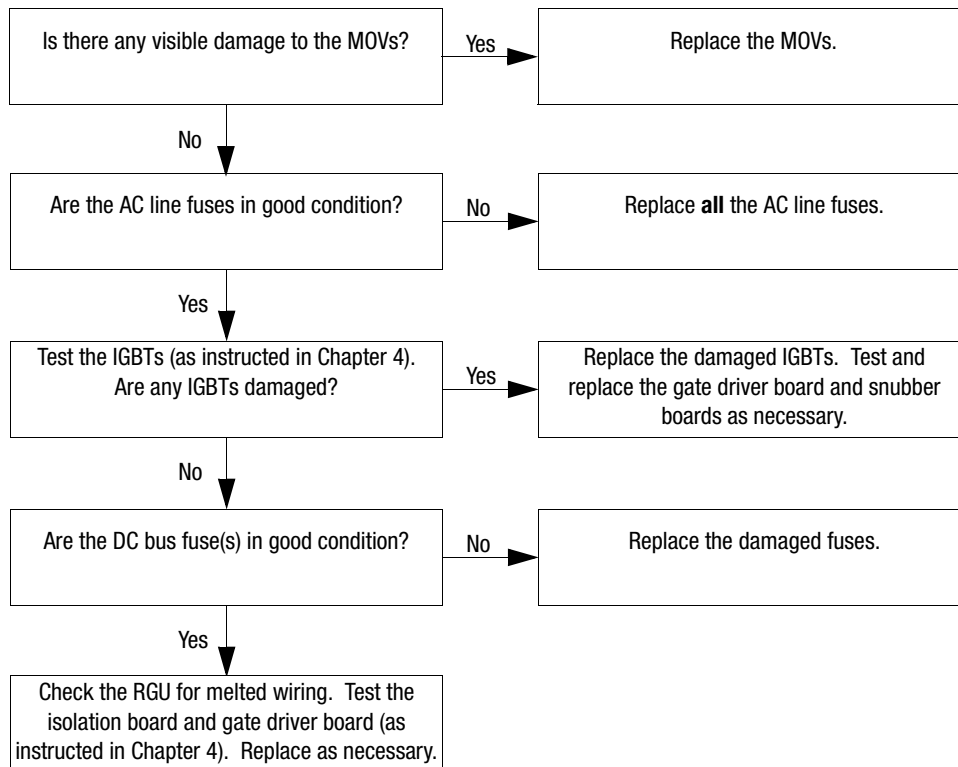 Is there any visible damage to the MOVs?
Yes
Replace the MOVs.
No
Are the AC line fuses in good condition?
No
Replace all the AC line fuses.
Yes
Test the IGBTs (as instructed in Chapter 4).
Are any IGBTs damaged?
Yes
Replace the damaged IGBTs.  Test and
replace the gate driver board and snubber
boards as necessary.
No
Are the DC bus fuse(s) in good condition?
No
Replace the damaged fuses.
Yes
Check the RGU for melted wiring.  Test the
isolation board and gate driver board (as
instructed in Chapter 4).  Replace as necessary.